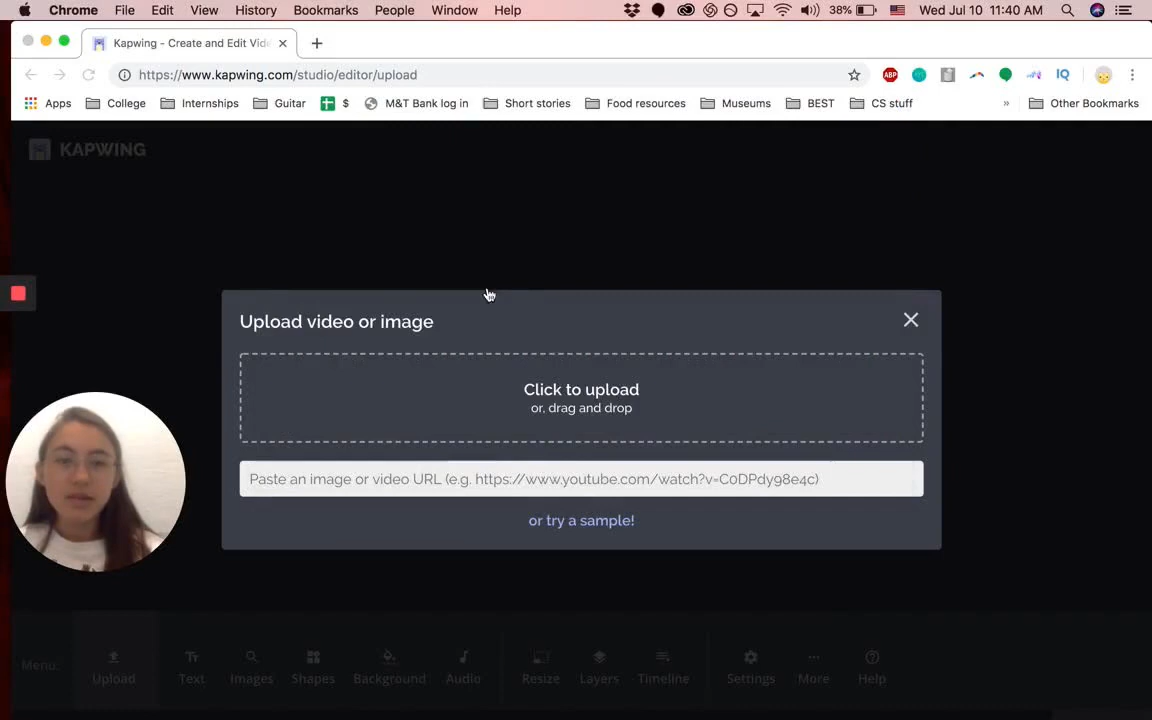 Chrome File Edit View History Bookmarks People Window Help 38% Wed Jul 10 11:40 AM
Kapwing - Create and Edit Vide
https://www.kapwing.com/studio/editor/upload ABP IQ
Apps College Internships Guitar $ M&T Bank log in Short stories Food resources Museums BEST CS stuff » Other Bookmarks
KAPWING
Upload video or image
Click to upload
or, drag and drop
Paste an image or video URL (e.g. https://www.youtube.com/watch?v=C0DPdy98e4c)
or try a sample!
Menu: Upload Text Images Shapes Background Audio Resize Layers Timeline Settings More Help